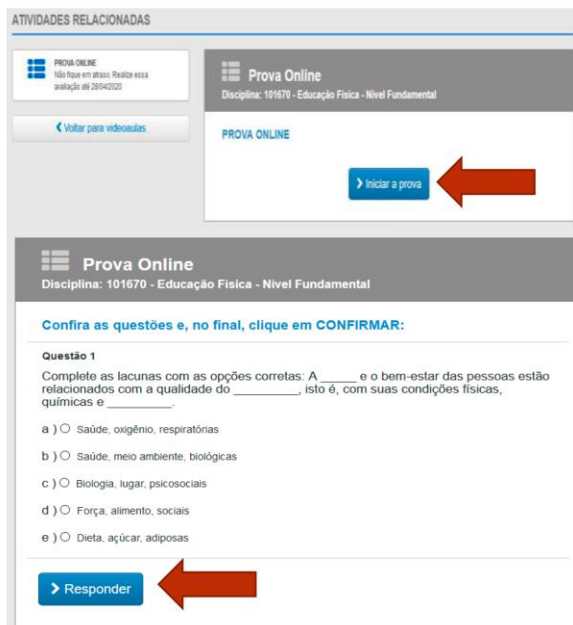 ATIVIDADES RELACIONADAS
PROVA ONLINE
Não fique em atraso. Realize essa
avaliação até 28/04/2020
Voltar para videoaulas
Prova Online
Disciplina: 101670 - Educação Física - Nível Fundamental
PROVA ONLINE
Iniciar a prova
Prova Online
Disciplina: 101670 - Educação Física - Nível Fundamental
Confira as questões e, no final, clique em CONFIRMAR:
Questão 1
Complete as lacunas com as opções corretas: A _____ e o bem-estar das pessoas estão
relacionados com a qualidade do _________, isto é, com suas condições físicas,
químicas e _________.
a ) Saúde, oxigênio, respiratórias
b ) Saúde, meio ambiente, biológicas
c ) Biologia, lugar, psicosociais
d ) Força, alimento, sociais
e ) Dieta, açúcar, adiposas
Responder